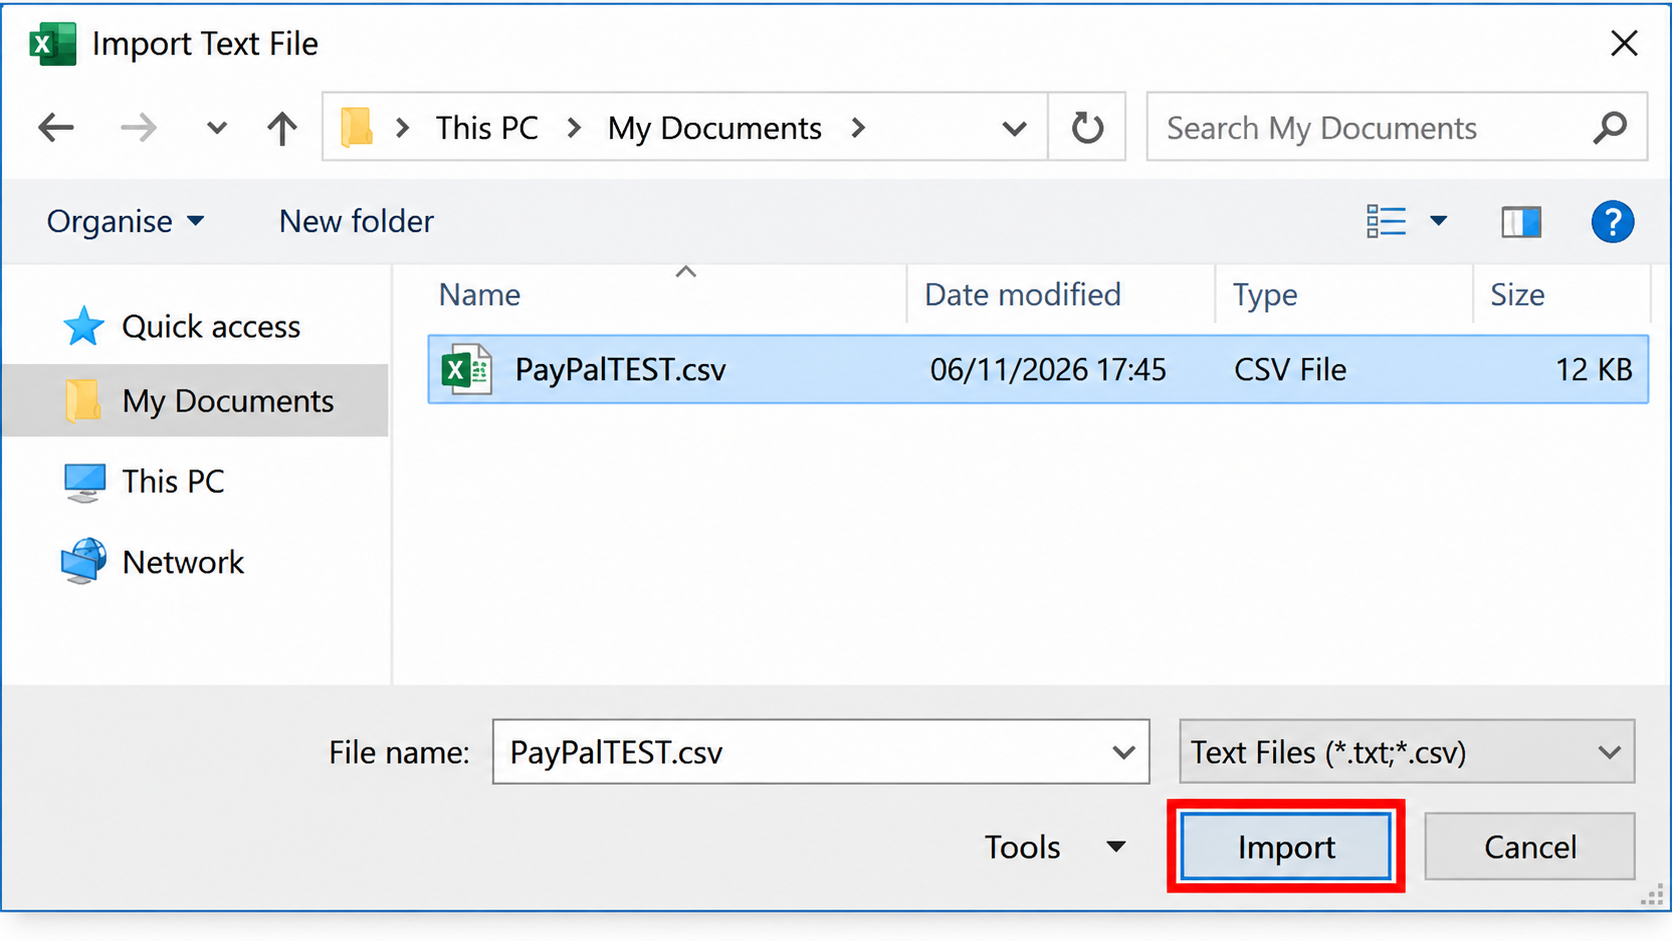 Import Text File
This PC My Documents
Search My Documents
Organise New folder
Name Date modified Type Size
Quick access
My Documents
This PC
Network
PayPalTEST.csv 06/11/2026 17:45 CSV File 12 KB
File name: PayPalTEST.csv Text Files (*.txt;*.csv)
Tools Import Cancel